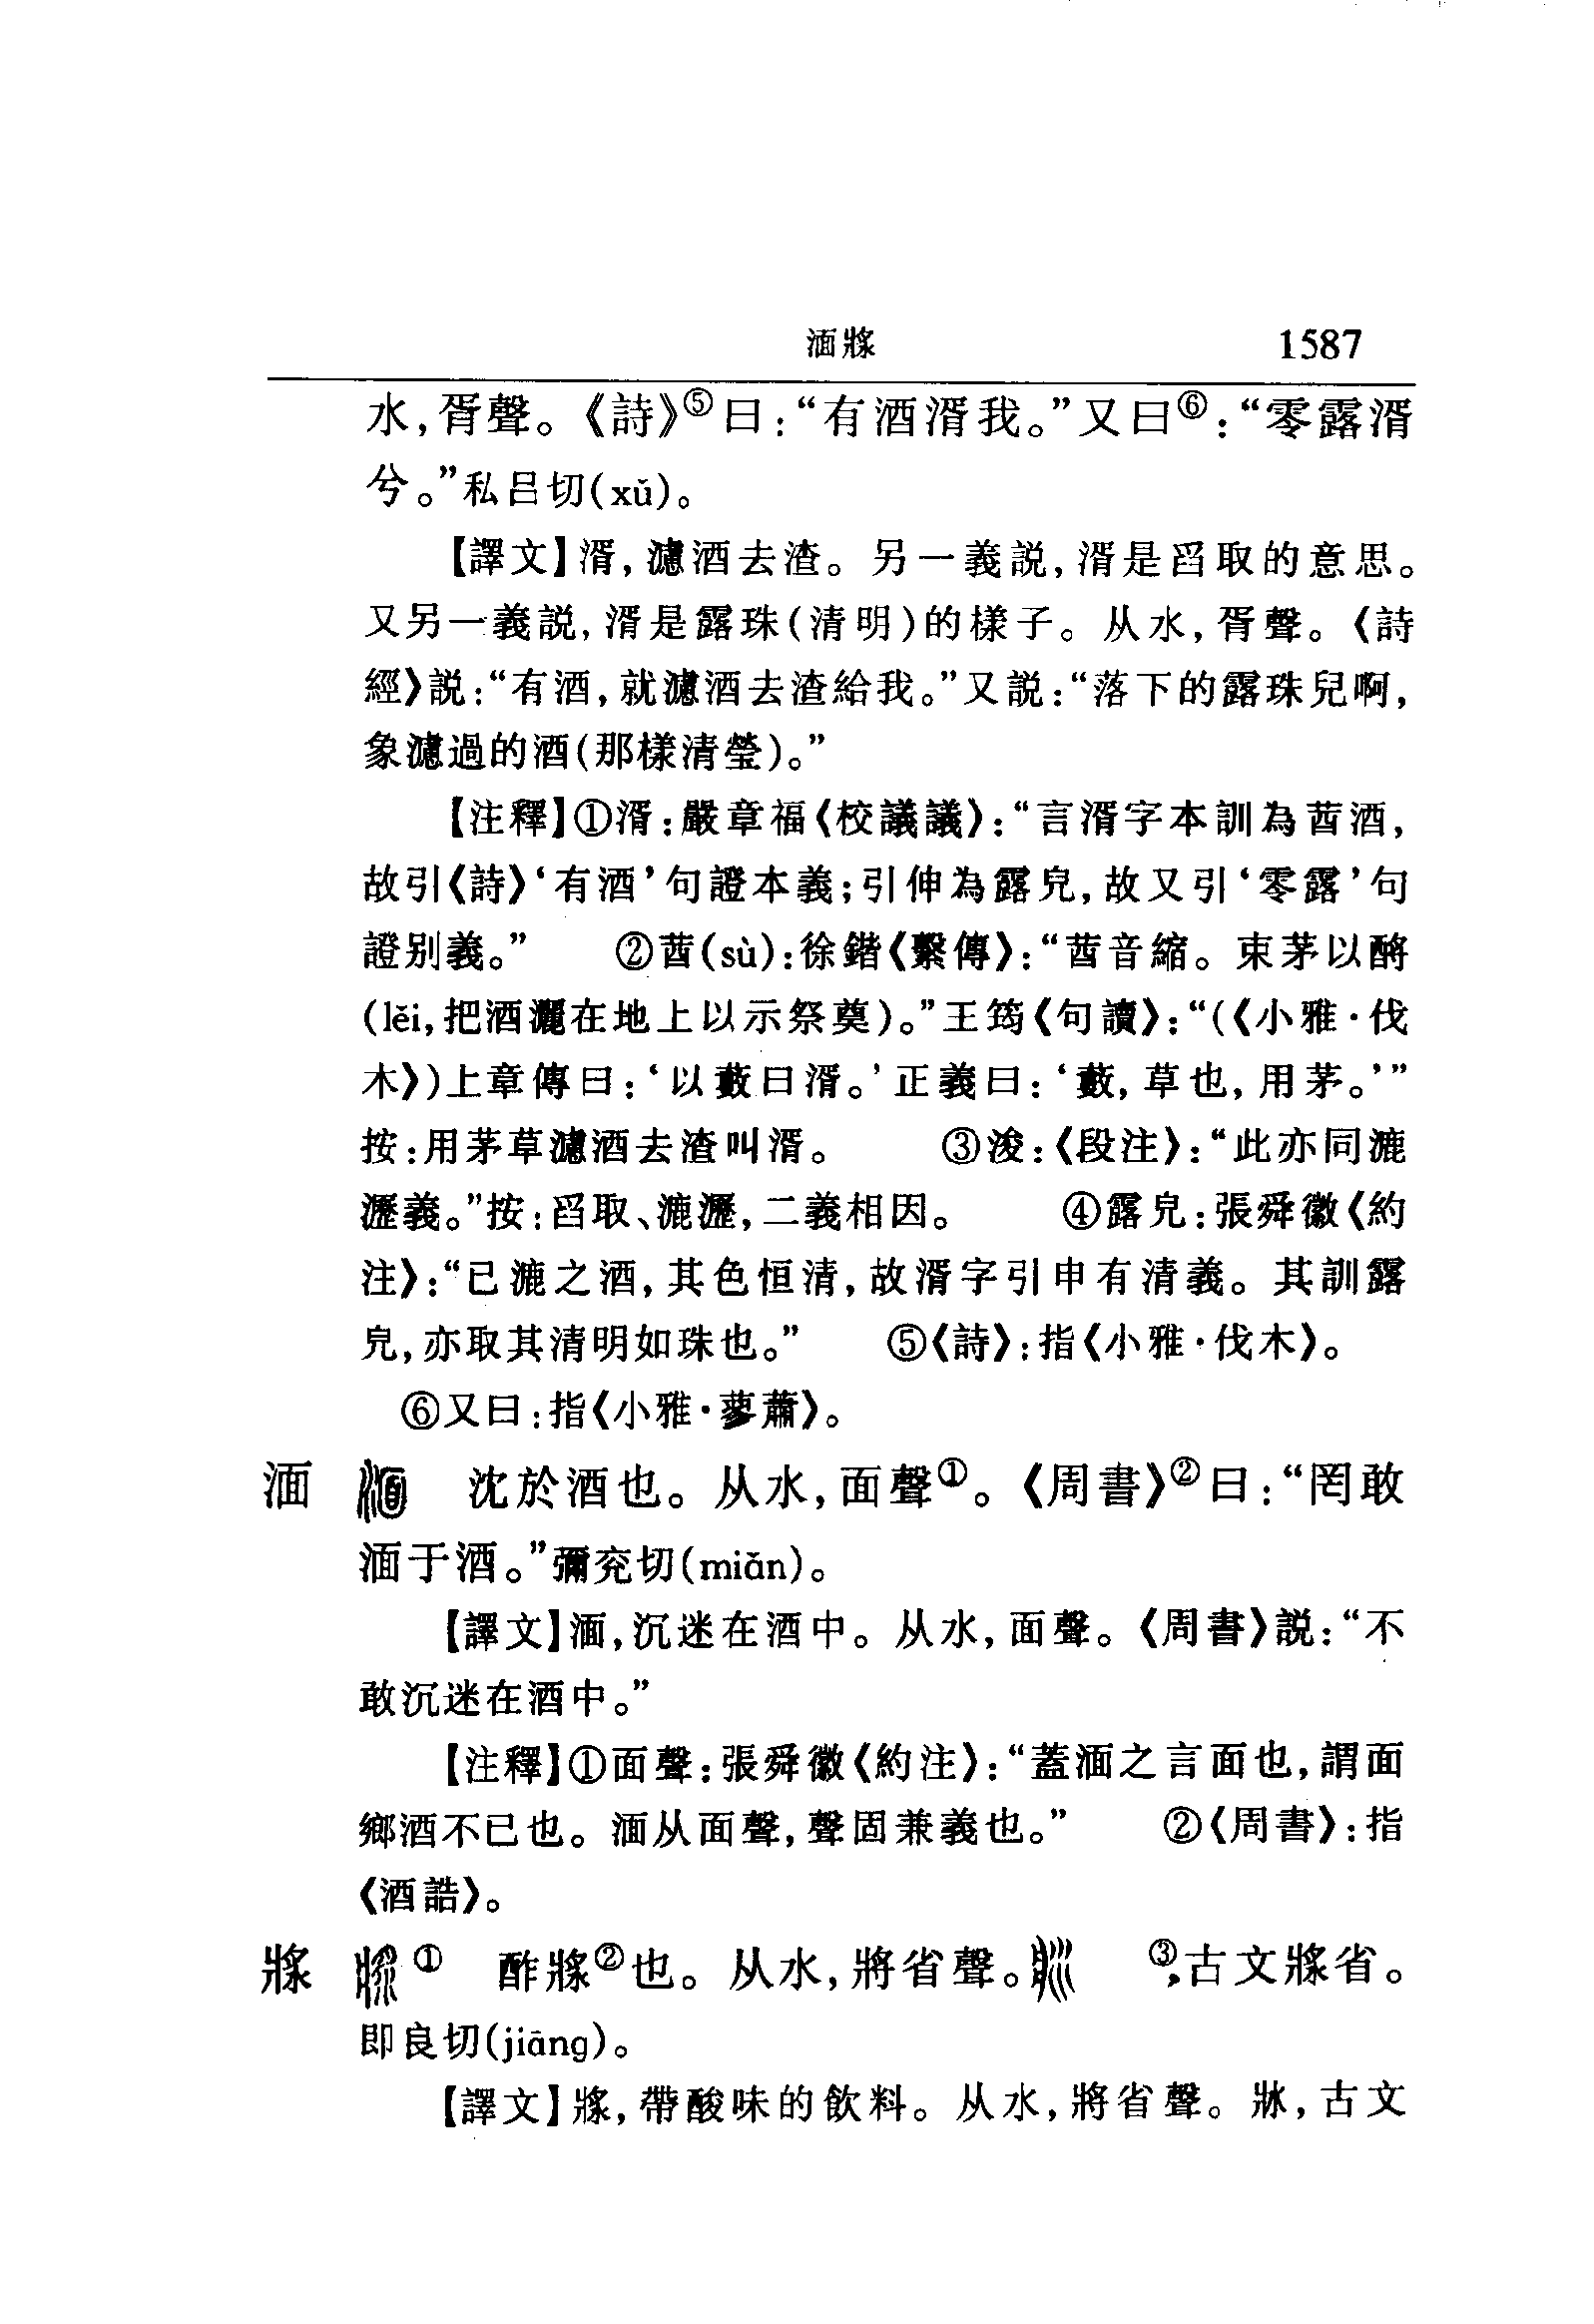 湎㵄 1587
水,胥聲。《詩》⑤曰:“有酒湑我。”又曰⑥:“零露湑
兮。”私吕切(xǔ)。
【譯文】湑,濾酒去渣。另一義説,湑是舀取的意思。
又另一義説,湑是露珠(清明)的樣子。从水,胥聲。《詩
經》説:“有酒,就濾酒去渣給我。”又説:“落下的露珠兒啊,
象濾過的酒(那樣清瑩)。”
【注釋】①湑:嚴章福《校議議》:“言湑字本訓為莤酒,
故引《詩》‘有酒’句證本義;引伸為露皃,故又引‘零露’句
證别義。” ②莤(sù):徐鍇《繫傳》:“莤音縮。束茅以酹
(lěi,把酒灑在地上以示祭奠)。”王筠《句讀》:“(《小雅·伐
木》)上章傳曰:‘以藪曰湑。’正義曰:‘藪,草也,用茅。’”
按:用茅草濾酒去渣叫湑。 ③浚:《段注》:“此亦同漉
瀝義。”按:舀取、漉瀝,二義相因。 ④露皃:張舜徽《約
注》:“已漉之酒,其色恒清,故湑字引申有清義。其訓露
皃,亦取其清明如珠也。” ⑤《詩》:指《小雅·伐木》。
⑥又曰:指《小雅·蓼蕭》。
湎 沈於酒也。从水,面聲①。《周書》②曰:“罔敢
湎于酒。”彌兖切(miǎn)。
【譯文】湎,沉迷在酒中。从水,面聲。《周書》説:“不
敢沉迷在酒中。”
【注釋】①面聲:張舜徽《約注》:“蓋湎之言面也,謂面
鄉酒不已也。湎从面聲,聲固兼義也。” ②《周書》:指
《酒誥》。
㵄 ① 酢㵄②也。从水,將省聲。 ③,古文㵄省。
即良切(jiāng)。
【譯文】㵄,帶酸味的飲料。从水,將省聲。㳈,古文